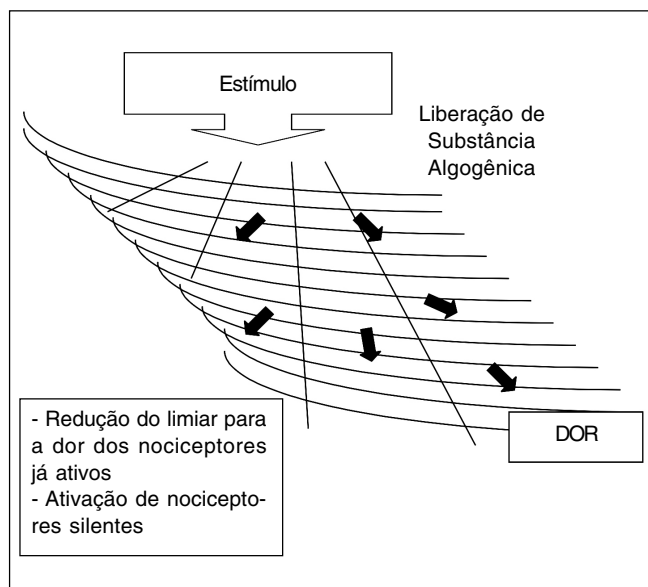 Estímulo
Liberação de
Substância
Algogênica
- Redução do limiar para
a dor dos nociceptores
já ativos
- Ativação de nocicepto-
res silentes
DOR